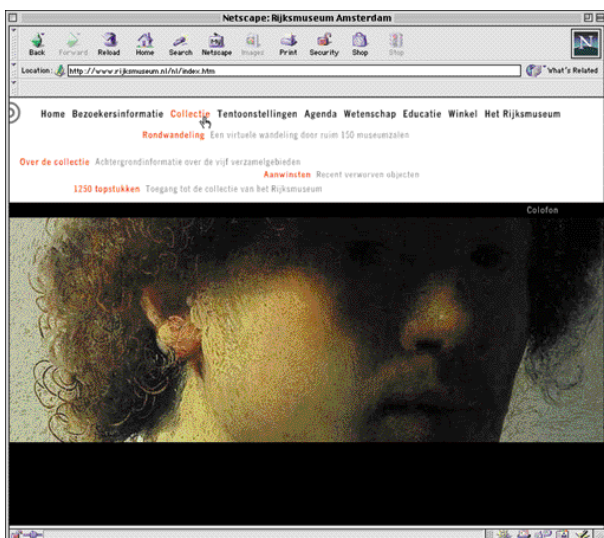 Netscape: Rijksmuseum Amsterdam
Back Forward Reload Home Search Netscape Images Print Security Shop Stop
N
Location: http://www.rijksmuseum.nl/nl/index.htm What's Related
Home Bezoekersinformatie Collectie Tentoonstellingen Agenda Wetenschap Educatie Winkel Het Rijksmuseum
Rondwandeling Een virtuele wandeling door ruim 150 museumzalen
Over de collectie Achtergrondinformatie over de vijf verzamelgebieden
Aanwinsten Recent verworven objecten
1250 topstukken Toegang tot de collectie van het Rijksmuseum
Colofon